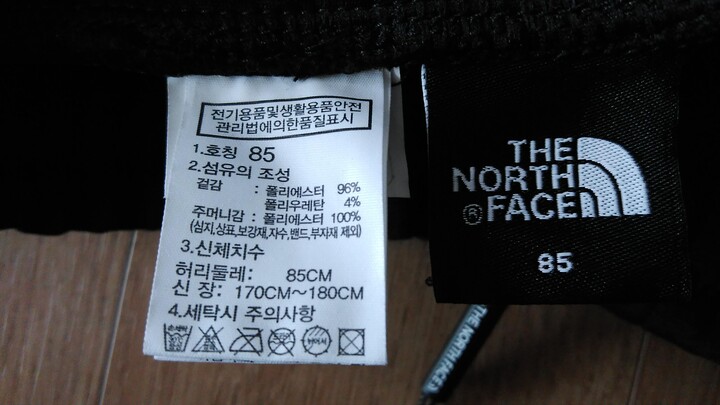 전기용품및생활용품안전
관리법에의한품질표시
1.호칭 85
2.섬유의 조성
겉감 : 폴리에스터 96%
폴리우레탄 4%
주머니감 : 폴리에스터 100%
(심지,상표,보강재,자수,밴드,부자재 제외)
3.신체치수
허리둘레: 85CM
신 장: 170CM~180CM
4.세탁시 주의사항
THE
NORTH
® FACE
85
THE NORTH FACE